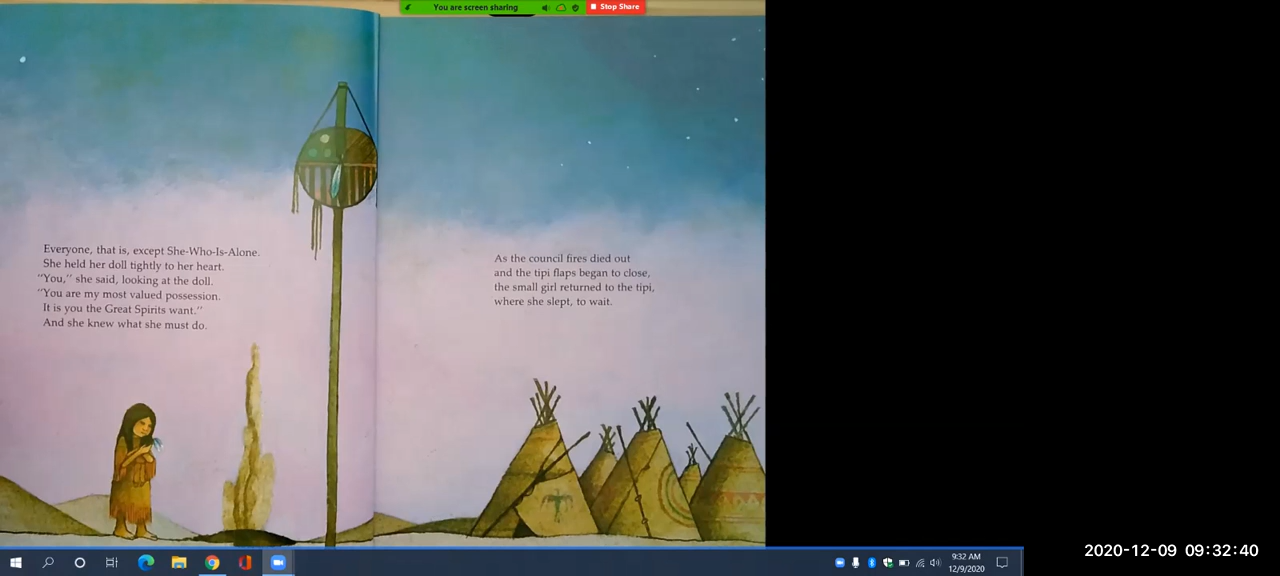 You are screen sharing
Stop Share
Everyone, that is, except She-Who-Is-Alone.
She held her doll tightly to her heart.
"You," she said, looking at the doll.
"You are my most valued possession.
It is you the Great Spirits want."
And she knew what she must do.
As the council fires died out
and the tipi flaps began to close,
the small girl returned to the tipi,
where she slept, to wait.
9:32 AM
12/9/2020
2020-12-09 09:32:40